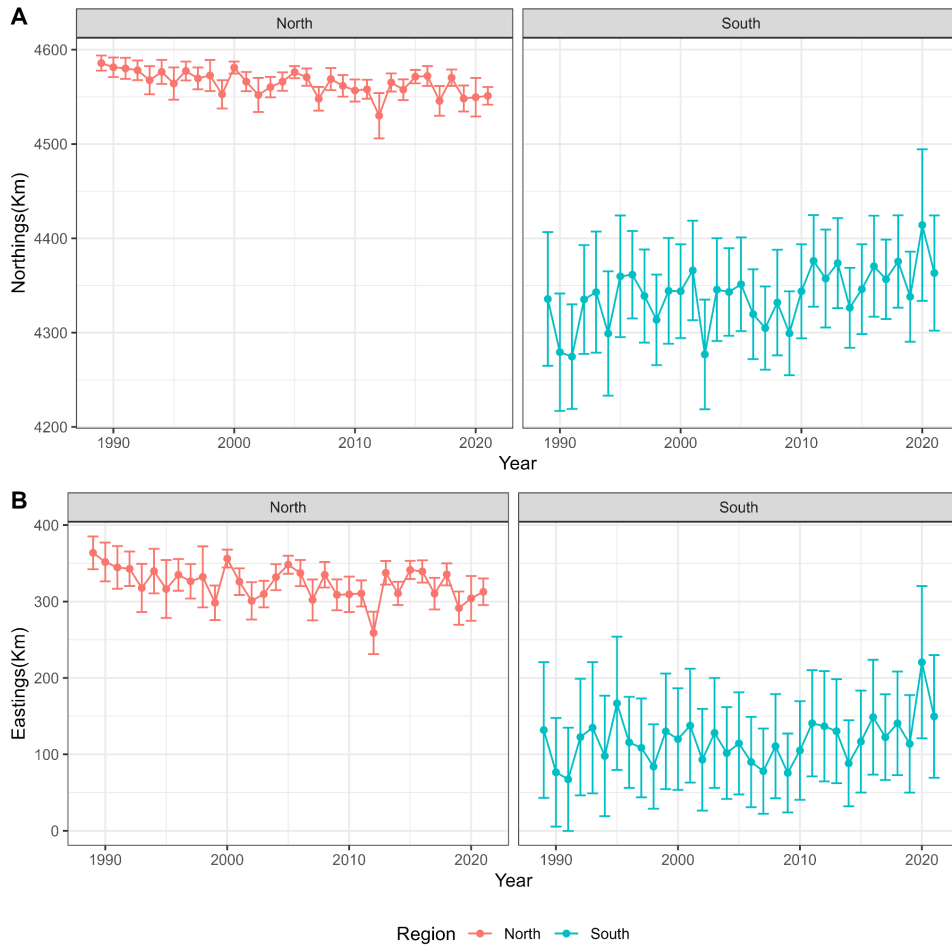 A
North South
Northings(Km)
4600
4500
4400
4300
4200
1990 2000 2010 2020 1990 2000 2010 2020
Year
B
North South
Eastings(Km)
400
300
200
100
0
1990 2000 2010 2020 1990 2000 2010 2020
Year
Region North South